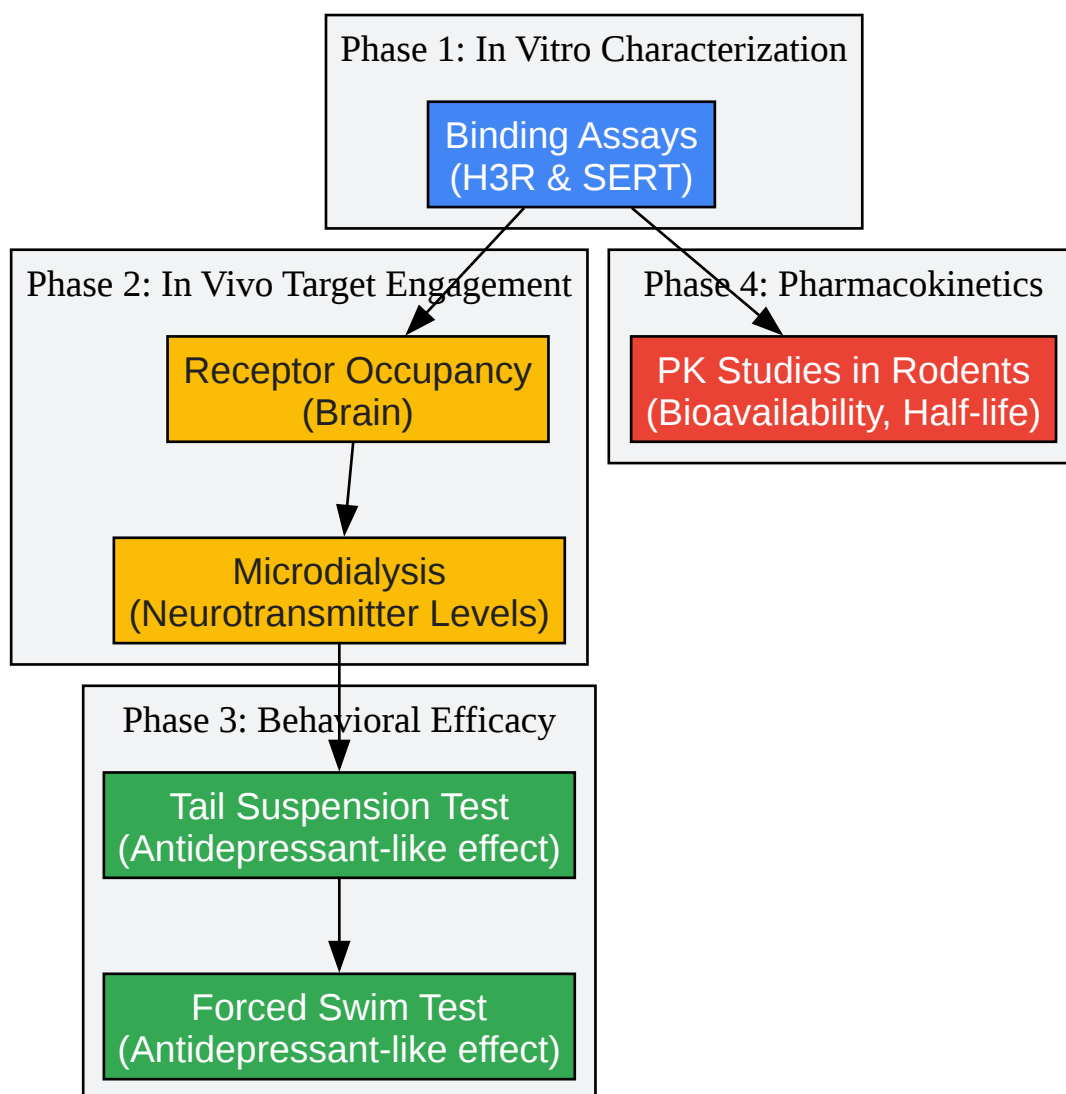 Phase 1: In Vitro Characterization
Binding Assays
(H3R & SERT)
Phase 2: In Vivo Target Engagement
Receptor Occupancy
(Brain)
Microdialysis
(Neurotransmitter Levels)
Phase 4: Pharmacokinetics
PK Studies in Rodents
(Bioavailability, Half-life)
Phase 3: Behavioral Efficacy
Tail Suspension Test
(Antidepressant-like effect)
Forced Swim Test
(Antidepressant-like effect)